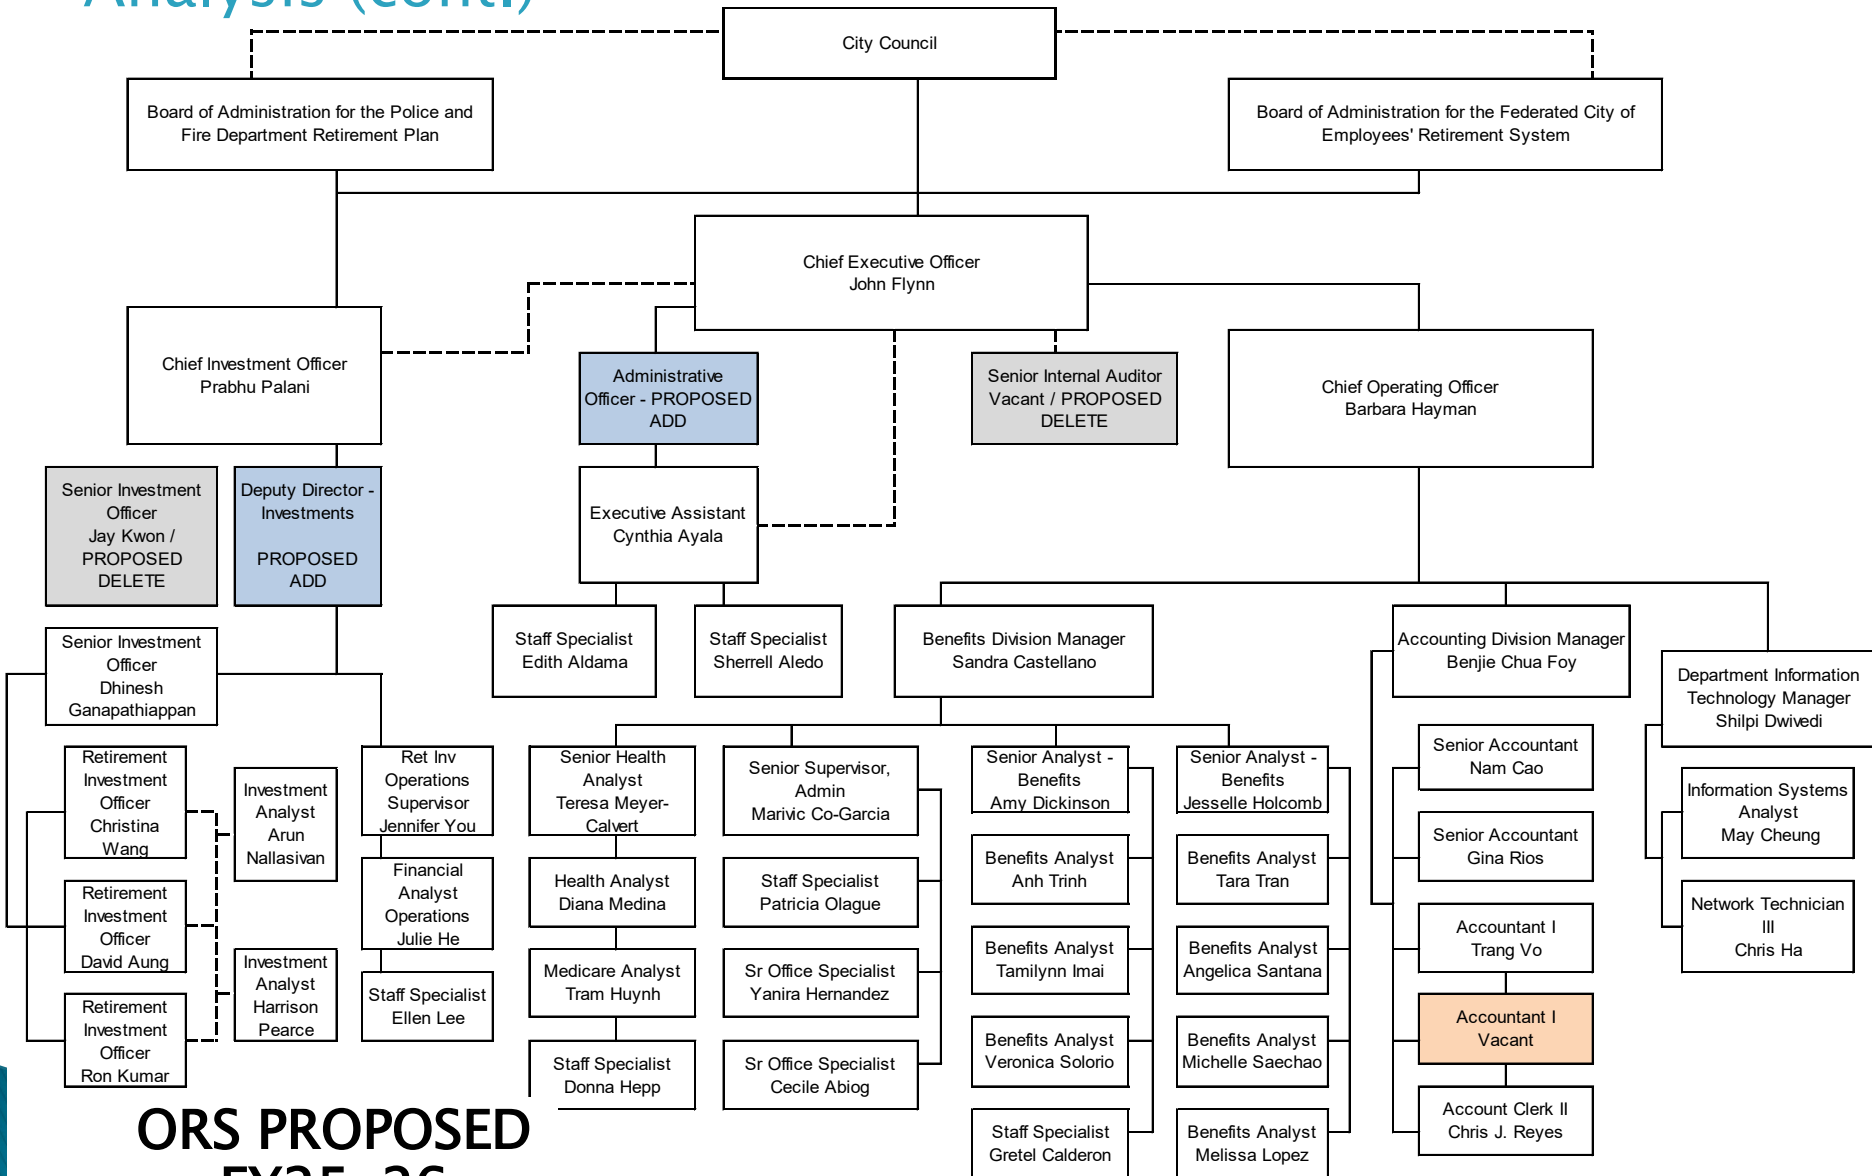 Analysis (cont.)
City Council
Board of Administration for the Police and
Fire Department Retirement Plan
Board of Administration for the Federated City of
Employees' Retirement System
Chief Executive Officer
John Flynn
Chief Investment Officer
Prabhu Palani
Administrative
Officer - PROPOSED
ADD
Senior Internal Auditor
Vacant / PROPOSED
DELETE
Chief Operating Officer
Barbara Hayman
Senior Investment
Officer
Jay Kwon /
PROPOSED
DELETE
Deputy Director -
Investments
PROPOSED
ADD
Executive Assistant
Cynthia Ayala
Senior Investment
Officer
Dhinesh
Ganapathiappan
Staff Specialist
Edith Aldama
Staff Specialist
Sherrell Aledo
Benefits Division Manager
Sandra Castellano
Accounting Division Manager
Benjie Chua Foy
Department Information
Technology Manager
Shilpi Dwivedi
Retirement
Investment
Officer
Christina
Wang
Retirement
Investment
Officer
David Aung
Retirement
Investment
Officer
Ron Kumar
Investment
Analyst
Arun
Nallasivan
Investment
Analyst
Harrison
Pearce
Ret Inv
Operations
Supervisor
Jennifer You
Financial
Analyst
Operations
Julie He
Staff Specialist
Ellen Lee
Senior Health
Analyst
Teresa Meyer-
Calvert
Health Analyst
Diana Medina
Medicare Analyst
Tram Huynh
Staff Specialist
Donna Hepp
Senior Supervisor,
Admin
Marivic Co-Garcia
Staff Specialist
Patricia Olague
Sr Office Specialist
Yanira Hernandez
Sr Office Specialist
Cecile Abiog
Senior Analyst -
Benefits
Amy Dickinson
Benefits Analyst
Anh Trinh
Benefits Analyst
Tamilynn Imai
Benefits Analyst
Veronica Solorio
Staff Specialist
Gretel Calderon
Senior Analyst -
Benefits
Jesselle Holcomb
Benefits Analyst
Tara Tran
Benefits Analyst
Angelica Santana
Benefits Analyst
Michelle Saechao
Benefits Analyst
Melissa Lopez
Senior Accountant
Nam Cao
Senior Accountant
Gina Rios
Accountant I
Trang Vo
Accountant I
Vacant
Account Clerk II
Chris J. Reyes
Information Systems
Analyst
May Cheung
Network Technician
III
Chris Ha
ORS PROPOSED
FY25-26